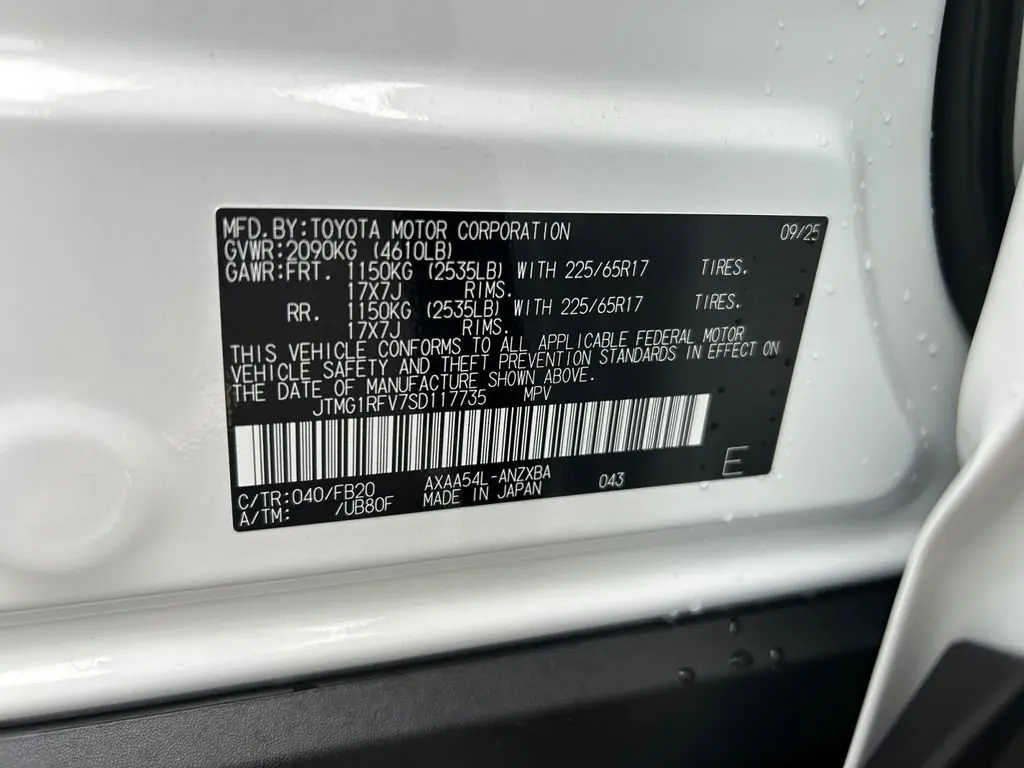 MFD.BY:TOYOTA MOTOR CORPORATION 09/25
GVWR:2090KG (4610LB)
GAWR:FRT. 1150KG (2535LB) WITH 225/65R17 TIRES.
17X7J RIMS.
RR. 1150KG (2535LB) WITH 225/65R17 TIRES.
17X7J RIMS.
THIS VEHICLE CONFORMS TO ALL APPLICABLE FEDERAL MOTOR
VEHICLE SAFETY AND THEFT PREVENTION STANDARDS IN EFFECT ON
THE DATE OF MANUFACTURE SHOWN ABOVE.
JTMG1RFV7SD117735 MPV
E
C/TR:040/FB20 AXAA54L-ANZXBA 043
A/TM: /UB80F MADE IN JAPAN